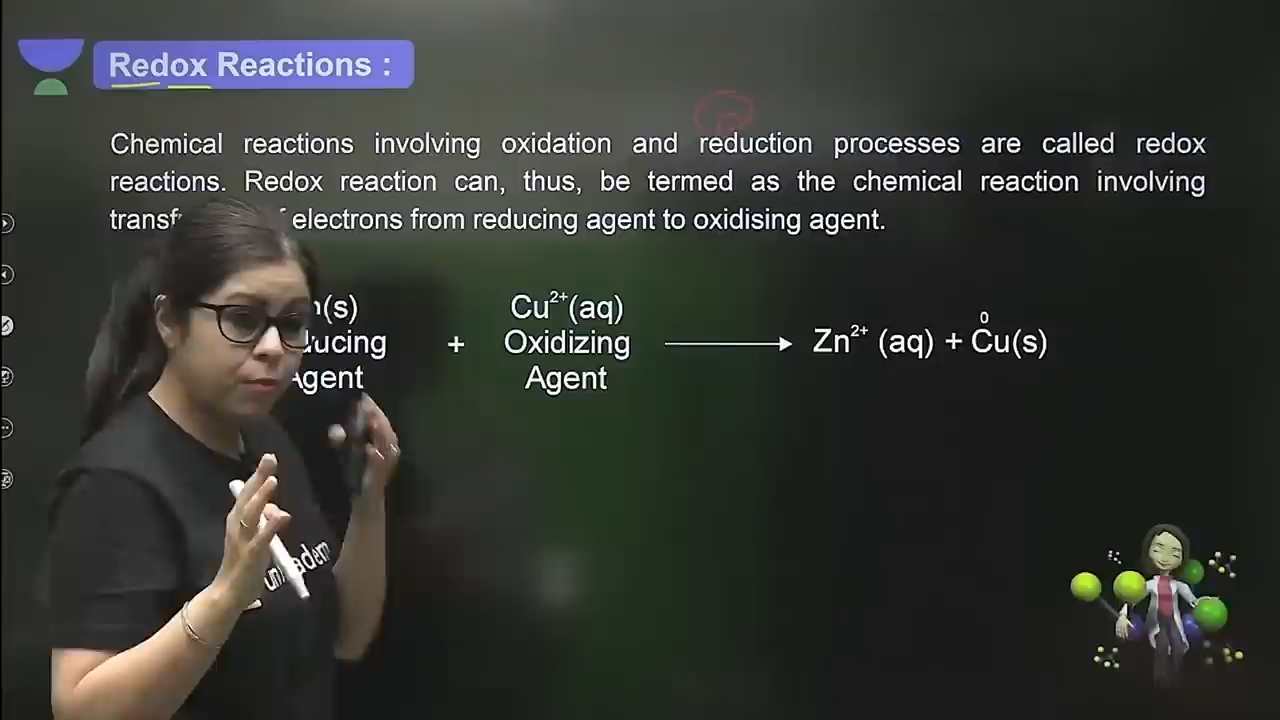 Redox Reactions :
Chemical reactions involving oxidation and reduction processes are called redox
reactions. Redox reaction can, thus, be termed as the chemical reaction involving
electrons from reducing agent to oxidising agent.
(s) Cu²⁺(aq)
+ Oxidizing ⟶ Zn²⁺ (aq) + Cu(s)
0
Agent Agent